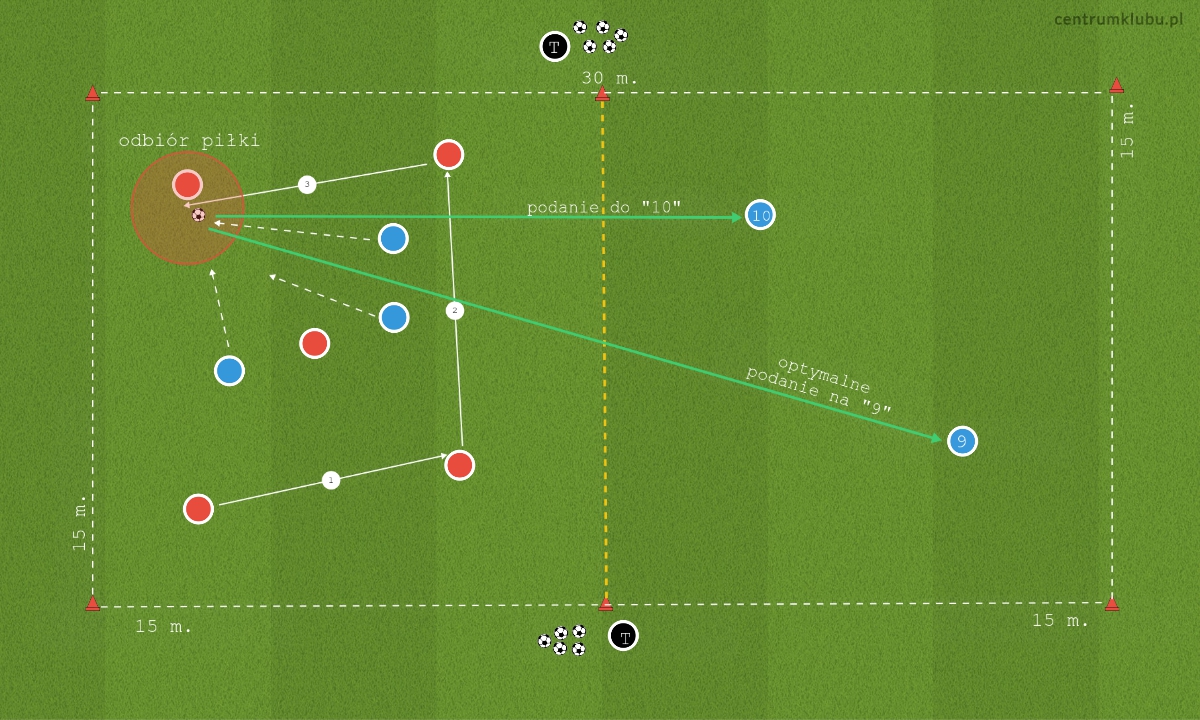 centrumklubu.pl
T
30 m.
15 m.
odbiór piłki
3
podanie do "10"
10
2
optymalne
podanie na "9"
9
1
15 m.
15 m.
15 m.
T